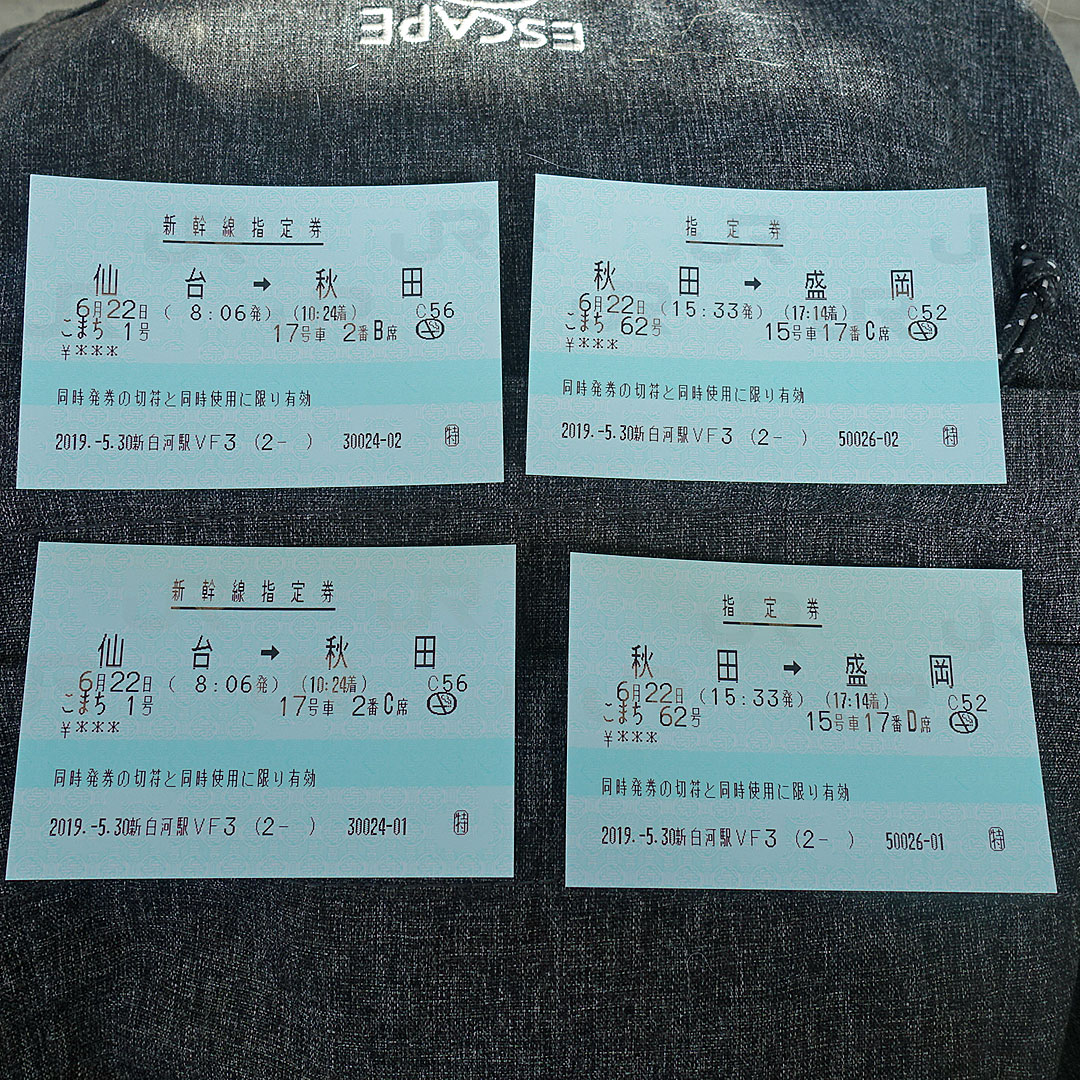 ESCAPE
新幹線指定券
仙台➡秋田
6月22日 ( 8:06発) (10:24着) C56
こまち 1号 17号車 2番B席
¥***
同時発券の切符と同時使用に限り有効
2019.-5.30新白河駅VF3 (2- ) 30024-02 特
指定券
秋田➡盛岡
6月22日 (15:33発) (17:14着) C52
こまち 62号 15号車17番C席
¥***
同時発券の切符と同時使用に限り有効
2019.-5.30新白河駅VF3 (2- ) 50026-02 特
新幹線指定券
仙台➡秋田
6月22日 ( 8:06発) (10:24着) C56
こまち 1号 17号車 2番C席
¥***
同時発券の切符と同時使用に限り有効
2019.-5.30新白河駅VF3 (2- ) 30024-01 特
指定券
秋田➡盛岡
6月22日 (15:33発) (17:14着) C52
こまち 62号 15号車17番D席
¥***
同時発券の切符と同時使用に限り有効
2019.-5.30新白河駅VF3 (2- ) 50026-01 特